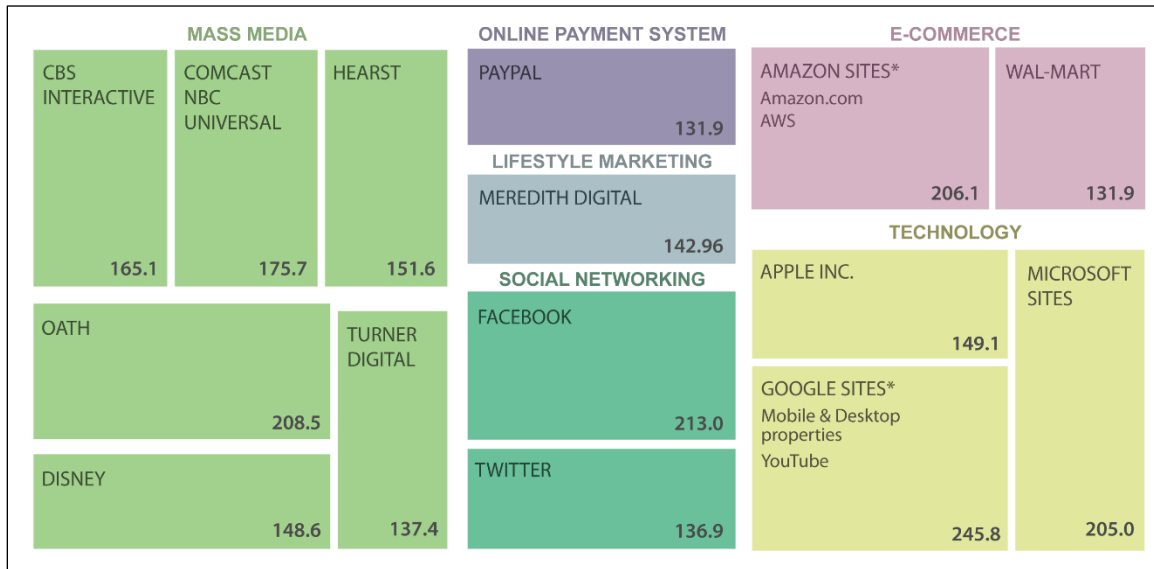 MASS MEDIA
CBS
INTERACTIVE
165.1
COMCAST
NBC
UNIVERSAL
175.7
HEARST
151.6
OATH
208.5
TURNER
DIGITAL
137.4
DISNEY
148.6
ONLINE PAYMENT SYSTEM
PAYPAL
131.9
LIFESTYLE MARKETING
MEREDITH DIGITAL
142.96
SOCIAL NETWORKING
FACEBOOK
213.0
TWITTER
136.9
E-COMMERCE
AMAZON SITES*
Amazon.com
AWS
206.1
WAL-MART
131.9
TECHNOLOGY
APPLE INC.
149.1
MICROSOFT
SITES
205.0
GOOGLE SITES*
Mobile & Desktop
properties
YouTube
245.8